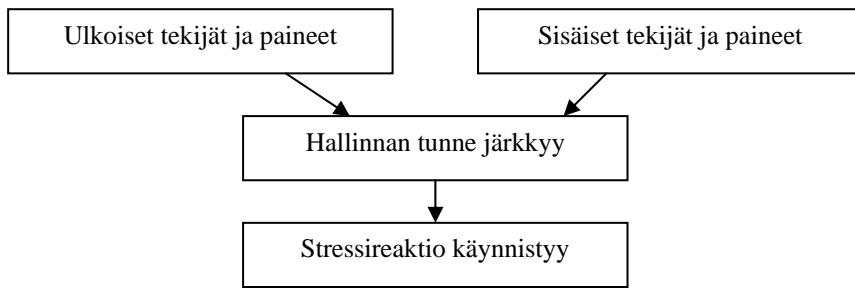 Ulkoiset tekijät ja paineet
Sisäiset tekijät ja paineet
Hallinnan tunne järkkyy
Stressireaktio käynnistyy